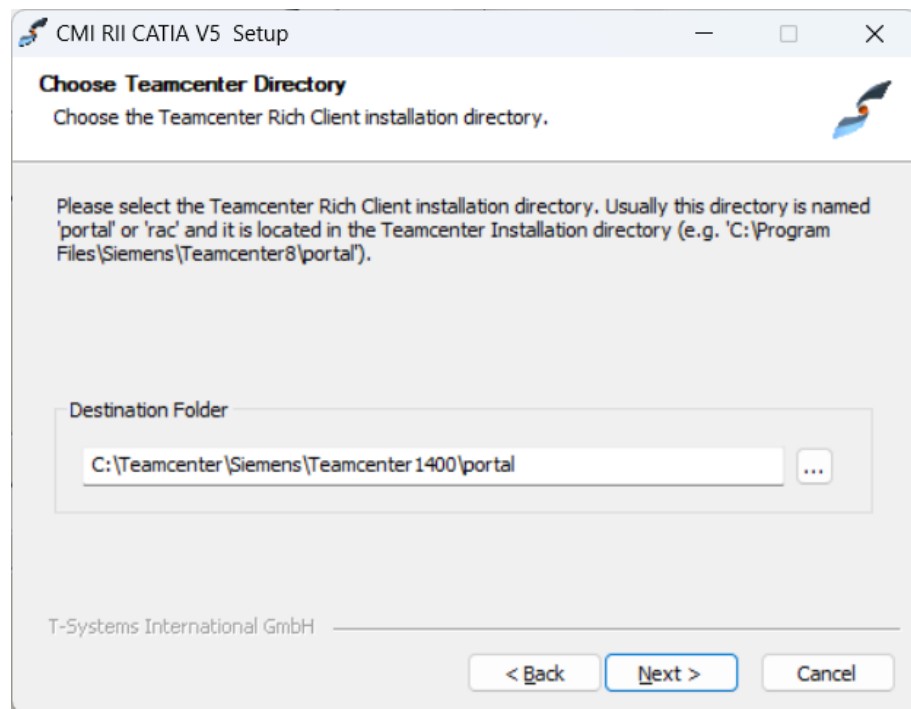 CMI RII CATIA V5  Setup
Choose Teamcenter Directory
Choose the Teamcenter Rich Client installation directory.
Please select the Teamcenter Rich Client installation directory. Usually this directory is named
'portal' or 'rac' and it is located in the Teamcenter Installation directory (e.g. 'C:\Program
Files\Siemens\Teamcenter8\portal').
Destination Folder
C:\Teamcenter\Siemens\Teamcenter1400\portal
...
T-Systems International GmbH
< Back
Next >
Cancel